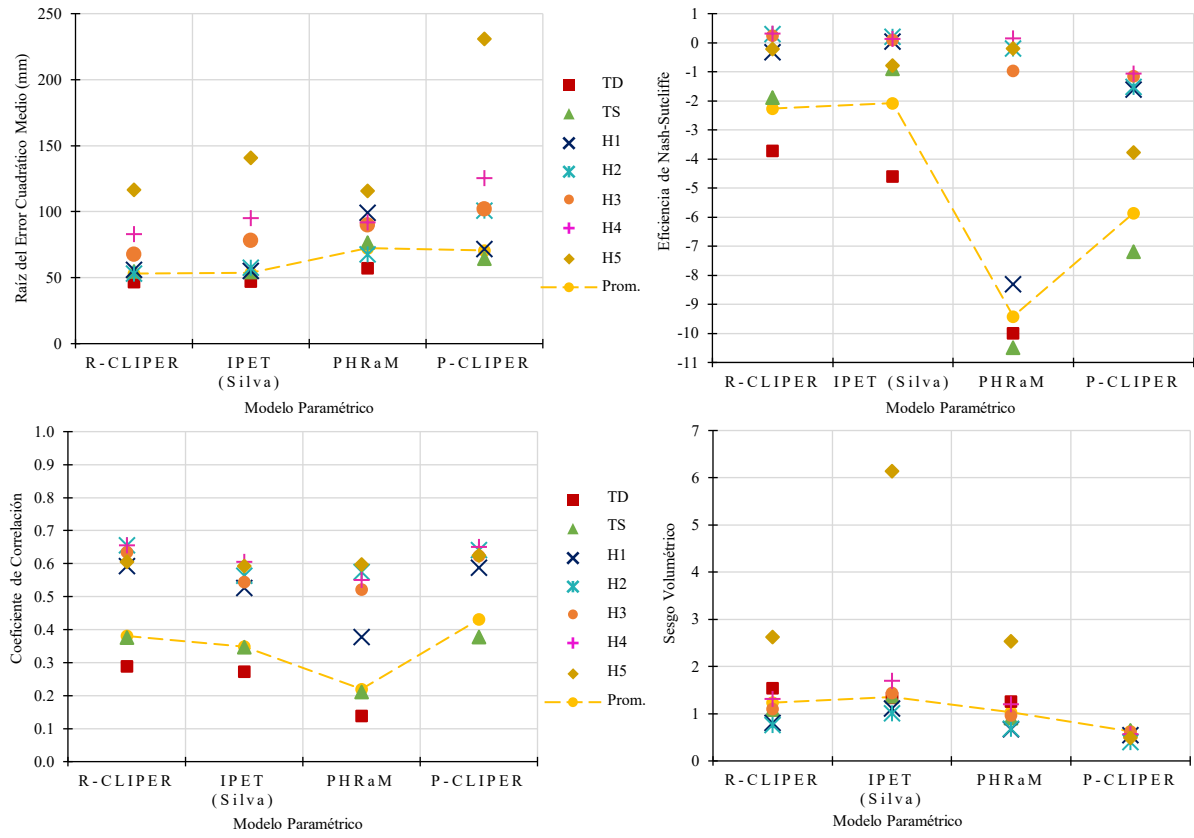 Raíz del Error Cuadrático Medio (mm)
250
200
150
100
50
0
R-CLIPER
IPET
(Silva)
PHRaM
P-CLIPER
Modelo Paramétrico
TD
TS
H1
H2
H3
H4
H5
Prom.
Eficiencia de Nash-Sutcliffe
1
0
-1
-2
-3
-4
-5
-6
-7
-8
-9
-10
-11
R-CLIPER
IPET (Silva)
PHRaM
P-CLIPER
Modelo Paramétrico
Coeficiente de Correlación
1.0
0.9
0.8
0.7
0.6
0.5
0.4
0.3
0.2
0.1
0.0
R-CLIPER
IPET
(Silva)
PHRaM
P-CLIPER
Modelo Paramétrico
TD
TS
H1
H2
H3
H4
H5
Prom.
Sesgo Volumétrico
7
6
5
4
3
2
1
0
R-CLIPER
IPET
(Silva)
PHRaM
P-CLIPER
Modelo Paramétrico